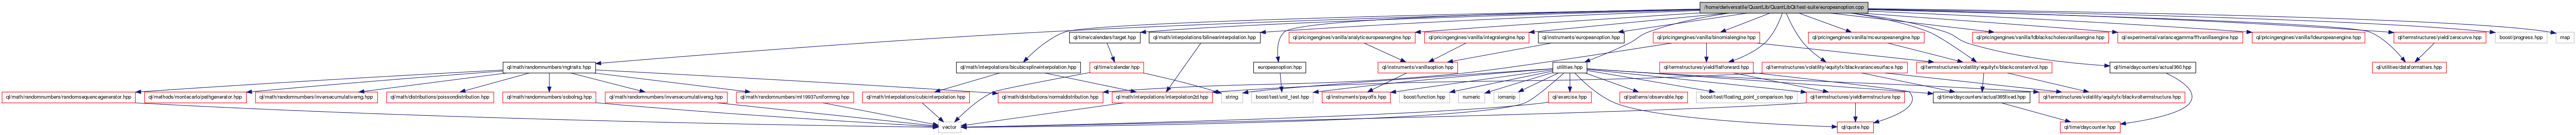 /home/deriversatile/QuantLib/QuantLibQt/test-suite/europeanoption.cpp
ql/time/calendars/target.hpp
ql/math/interpolations/bilinearinterpolation.hpp
ql/pricingengines/vanilla/analyticeuropeanengine.hpp
ql/pricingengines/vanilla/integralengine.hpp
ql/instruments/europeanoption.hpp
ql/pricingengines/vanilla/binomialengine.hpp
ql/pricingengines/vanilla/mceuropeanengine.hpp
ql/pricingengines/vanilla/fdblackscholesvanillaengine.hpp
ql/experimental/variancegamma/fftvanillaengine.hpp
ql/pricingengines/vanilla/fdeuropeanengine.hpp
ql/termstructures/yield/zerocurve.hpp
boost/progress.hpp
map
ql/math/randomnumbers/rngtraits.hpp
ql/math/interpolations/bicubicsplineinterpolation.hpp
ql/time/calendar.hpp
europeanoption.hpp
ql/instruments/vanillaoption.hpp
utilities.hpp
ql/termstructures/yield/flatforward.hpp
ql/termstructures/volatility/equityfx/blackvariancesurface.hpp
ql/termstructures/volatility/equityfx/blackconstantvol.hpp
ql/time/daycounters/actual360.hpp
ql/utilities/dataformatters.hpp
ql/math/randomnumbers/randomsequencegenerator.hpp
ql/methods/montecarlo/pathgenerator.hpp
ql/math/randomnumbers/inversecumulativerng.hpp
ql/math/distributions/poissondistribution.hpp
ql/math/randomnumbers/sobolrsg.hpp
ql/math/randomnumbers/inversecumulativersg.hpp
ql/math/randomnumbers/mt19937uniformrng.hpp
ql/math/interpolations/cubicinterpolation.hpp
ql/math/distributions/normaldistribution.hpp
ql/math/interpolations/interpolation2d.hpp
string
boost/test/unit_test.hpp
ql/instruments/payoffs.hpp
boost/function.hpp
numeric
iomanip
ql/exercise.hpp
ql/patterns/observable.hpp
boost/test/floating_point_comparison.hpp
ql/termstructures/yieldtermstructure.hpp
ql/time/daycounters/actual365fixed.hpp
ql/termstructures/volatility/equityfx/blackvoltermstructure.hpp
vector
ql/quote.hpp
ql/time/daycounter.hpp